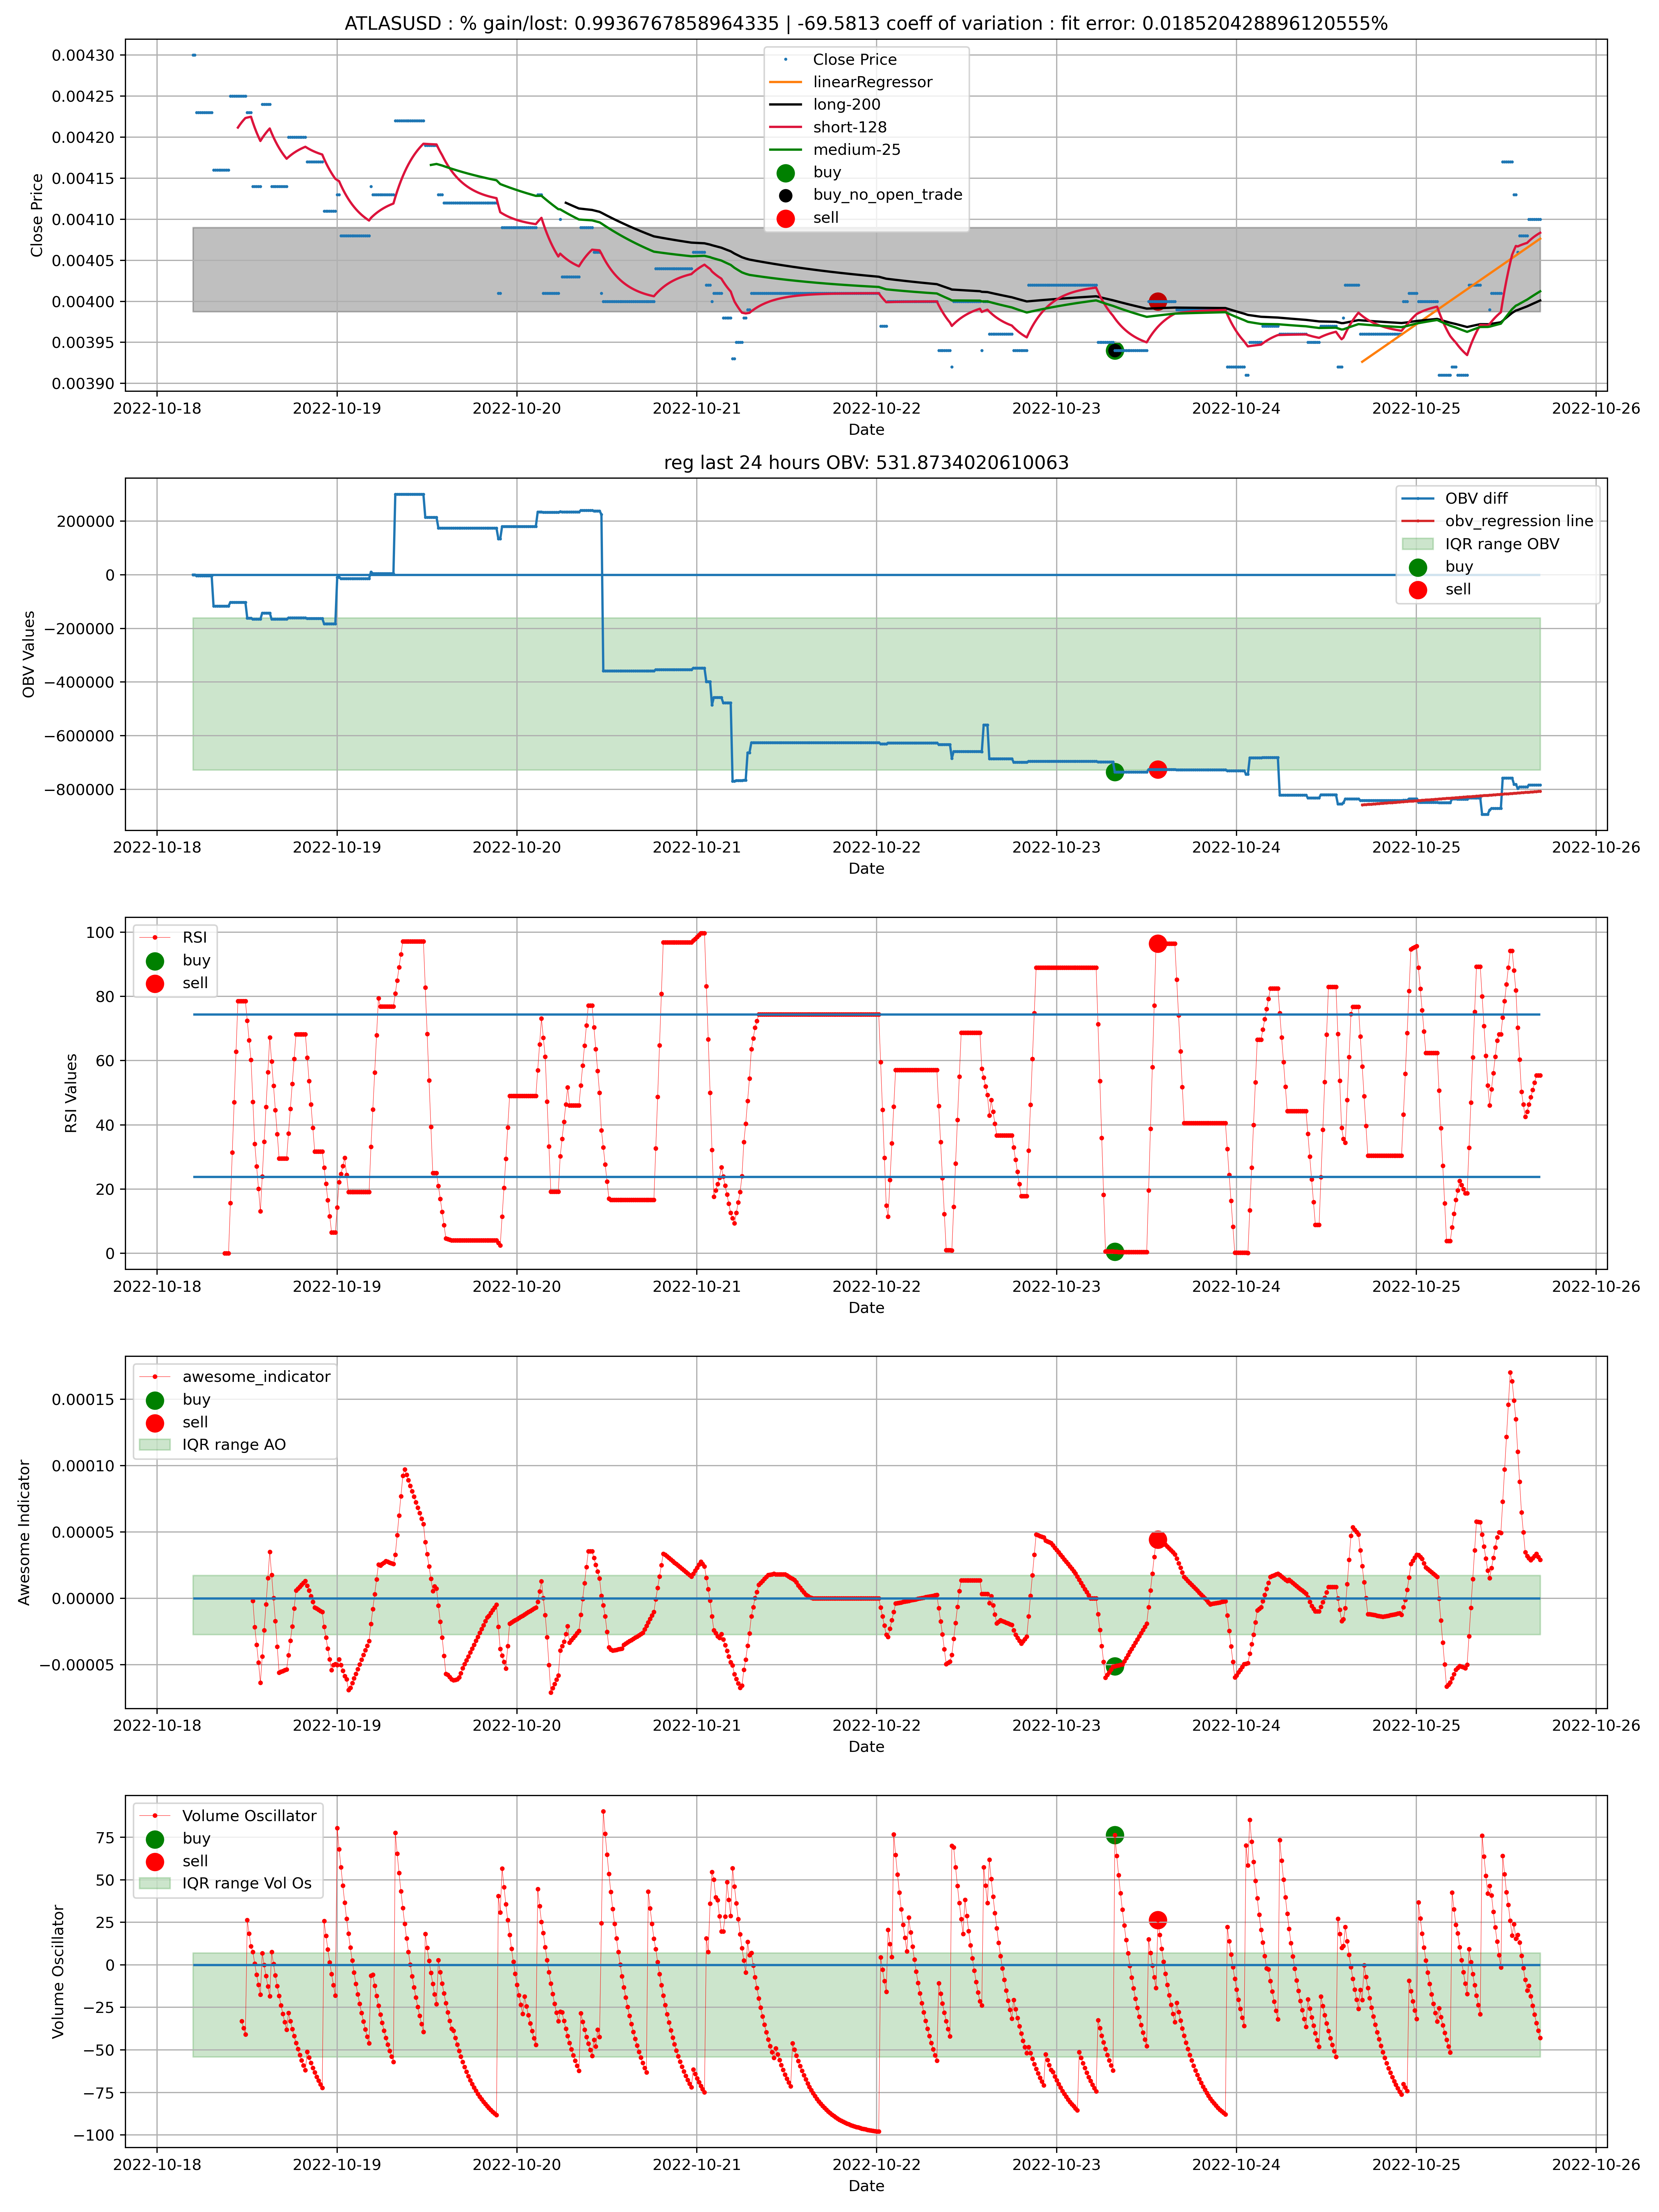 ATLASUSD : % gain/lost: 0.9936767858964335 | -69.5813 coeff of variation : fit error: 0.018520428896120555%
0.00430
0.00425
0.00420
0.00415
0.00410
0.00405
0.00400
0.00395
0.00390
Close Price
Close Price
linearRegressor
long-200
short-128
medium-25
buy
buy_no_open_trade
sell
2022-10-18 2022-10-19 2022-10-20 2022-10-21 2022-10-22 2022-10-23 2022-10-24 2022-10-25 2022-10-26
Date
reg last 24 hours OBV: 531.8734020610063
200000
0
−200000
−400000
−600000
−800000
OBV Values
OBV diff
obv_regression line
IQR range OBV
buy
sell
2022-10-18 2022-10-19 2022-10-20 2022-10-21 2022-10-22 2022-10-23 2022-10-24 2022-10-25 2022-10-26
Date
100
80
60
40
20
0
RSI Values
RSI
buy
sell
2022-10-18 2022-10-19 2022-10-20 2022-10-21 2022-10-22 2022-10-23 2022-10-24 2022-10-25 2022-10-26
Date
0.00015
0.00010
0.00005
0.00000
−0.00005
Awesome Indicator
awesome_indicator
buy
sell
IQR range AO
2022-10-18 2022-10-19 2022-10-20 2022-10-21 2022-10-22 2022-10-23 2022-10-24 2022-10-25 2022-10-26
Date
75
50
25
0
−25
−50
−75
−100
Volume Oscillator
Volume Oscillator
buy
sell
IQR range Vol Os
2022-10-18 2022-10-19 2022-10-20 2022-10-21 2022-10-22 2022-10-23 2022-10-24 2022-10-25 2022-10-26
Date